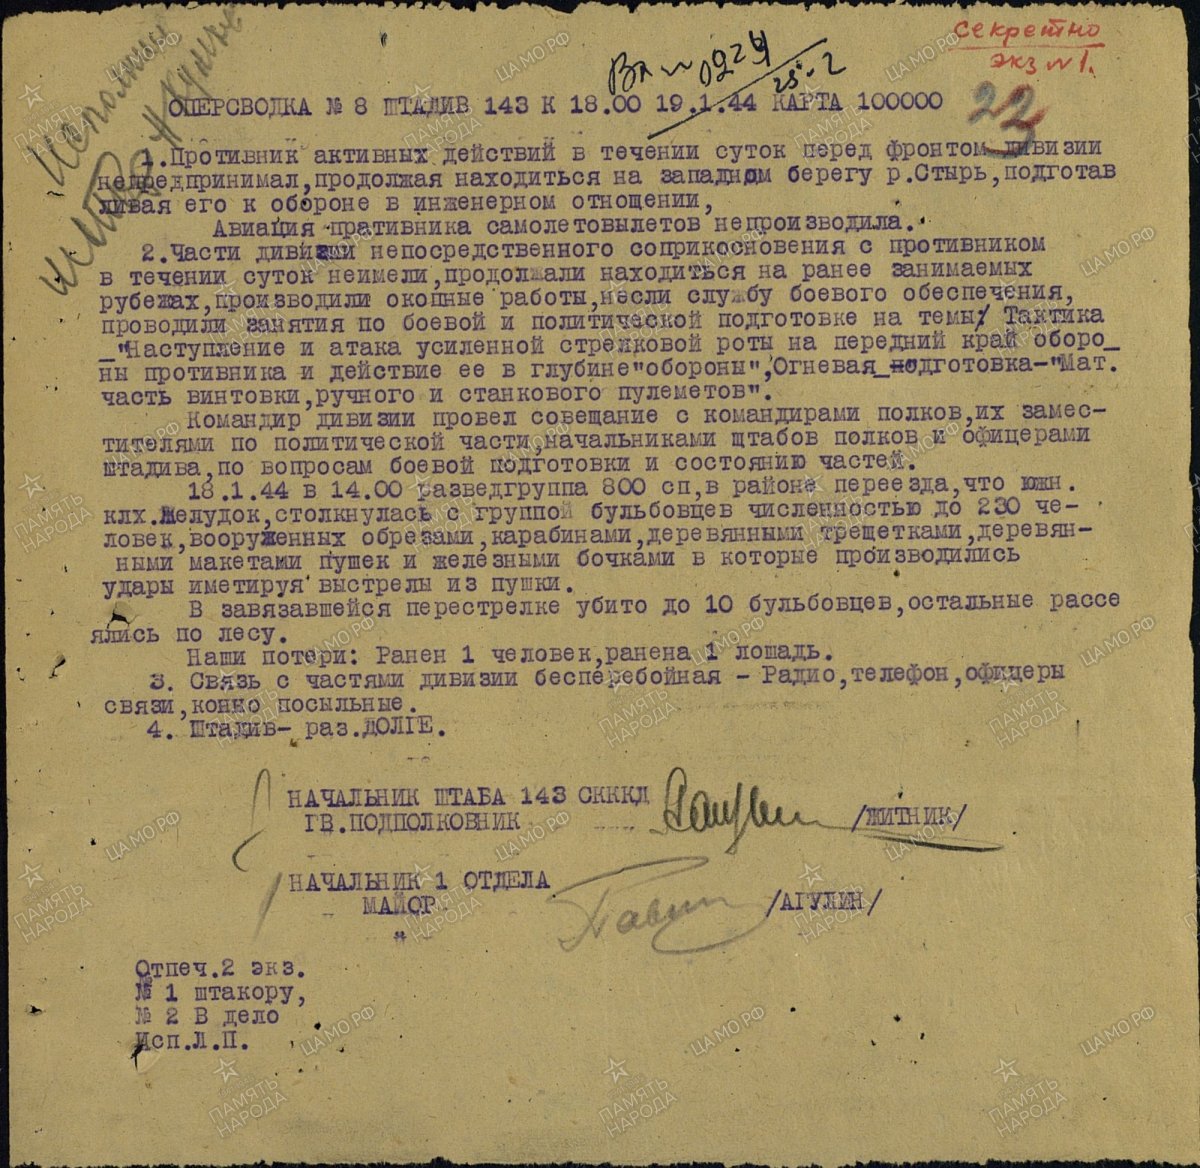 секретно
экз № 1.
Вх № 0224
25.2
22
ОПЕРСВОДКА № 8 ШТАДИВ 143 К 18.00 19.1.44 КАРТА 100000
1.Противник активных действий в течении суток перед фронтом дивизии
непредпринимал,продолжая находиться на западном берегу р.Стырь,подготав
ливая его к обороне в инженерном отношении,
Авиация пративника самолетовылетов непроизводила.
2.Части дивизии непосредственного соприкосновения с противником
в течении суток неимели,продолжали находиться на ранее занимаемых
рубежах,производили окопные работы,несли службу боевого обеспечения,
проводили занятия по боевой и политической подготовке на темы: Тактика
_"Наступление и атака усиленной стрелковой роты на передний край оборо_
ны противника и действие ее в глубине"обороны",Огневая_подготовка-"Мат.
часть винтовки,ручного и станкового пулеметов".
Командир дивизии провел совещание с командирами полков,их замес-
тителями по политической части,начальниками штабов полков и офицерами
штадива,по вопросам боевой подготовки и состоянию частей.
18.1.44 в 14.00 разведгруппа 800 сп,в районе переезда,что южн.
клх.Желудок,столкнулась с группой бульбовцев численностью до 230 че-
ловек,вооруженных обрезами,карабинами,деревянными трещетками,деревян-
ными макетами пушек и железными бочками в которые производились
удары иметируя выстрелы из пушки.
В завязавшейся перестрелке убито до 10 бульбовцев,остальные рассе
ялись по лесу.
Наши потери: Ранен 1 человек,ранена 1 лошадь.
3. Связь с частями дивизии бесперебойная - Радио,телефон,офицеры
связи,конно посыльные.
4. Штадив- раз.ДОЛГЕ.
НАЧАЛЬНИК ШТАБА 143 СКККД
ГВ.ПОДПОЛКОВНИК /ЖИТНИК/
НАЧАЛЬНИК 1 ОТДЕЛА
МАЙОР /АГУЛИН/
Отпеч.2 экз.
№ 1 штакору,
№ 2 В дело
Исп.Л.П.
ПАМЯТЬ НАРОДА
ЦА МО РФ